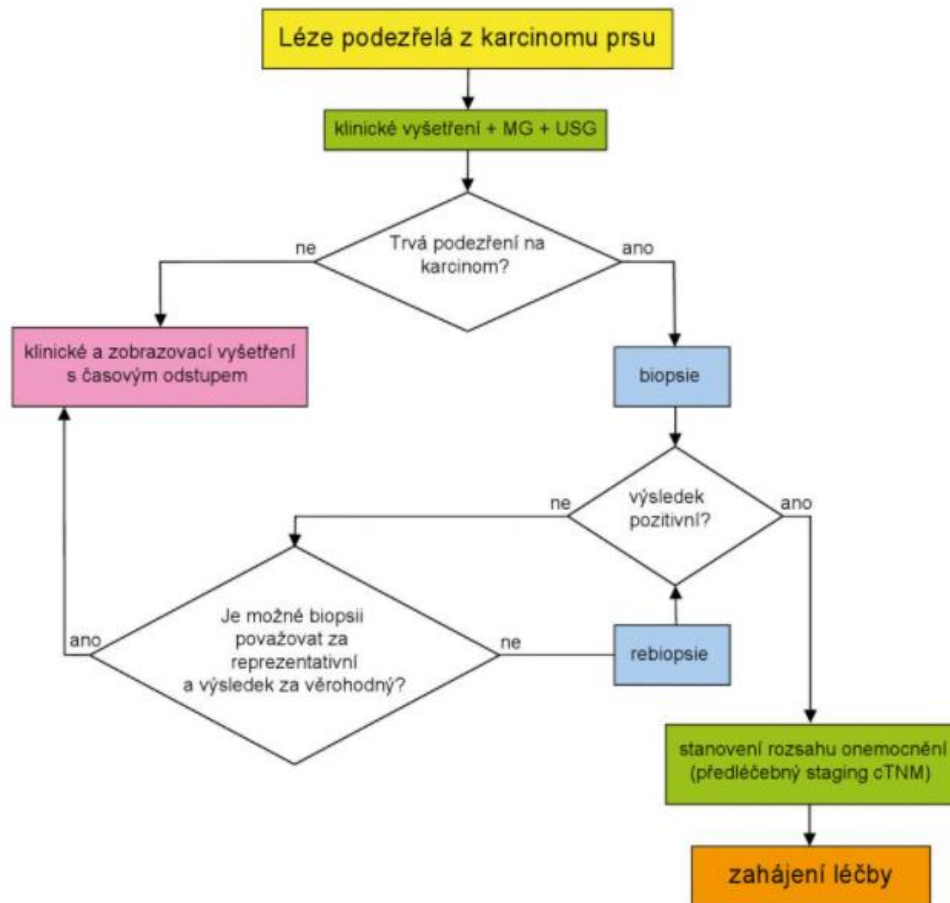 Léze podezřelá z karcinomu prsu
klinické vyšetření + MG + USG
Trvá podezření na
karcinom?
ne
ano
klinické a zobrazovací vyšetření
s časovým odstupem
biopsie
výsledek
pozitivní?
ne
ano
Je možné biopsii
považovat za
reprezentativní
a výsledek za věrohodný?
ano
ne
rebiopsie
stanovení rozsahu onemocnění
(předléčebný staging cTNM)
zahájení léčby